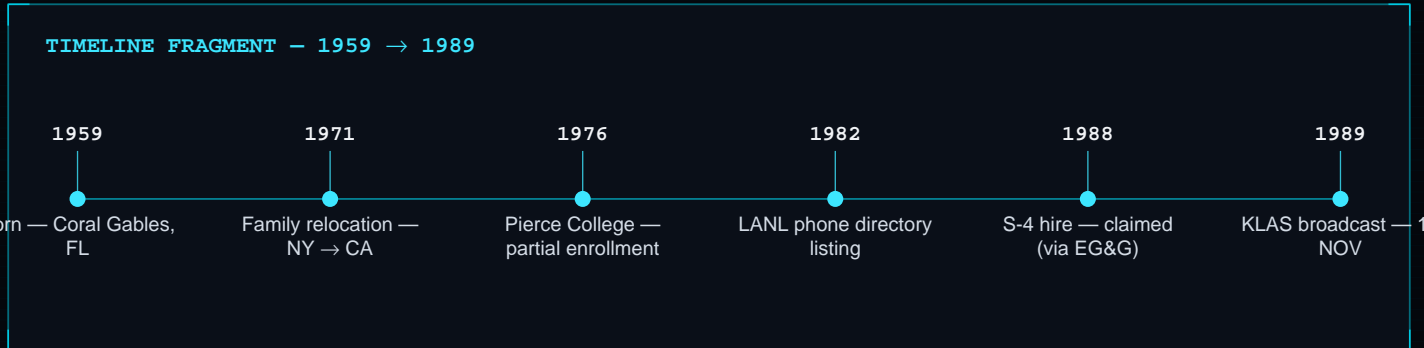 TIMELINE FRAGMENT — 1959 → 1989
1959 1971 1976 1982 1988 1989
— Coral Gables,
FL
Family relocation —
NY → CA
Pierce College —
partial enrollment
LANL phone directory
listing
S-4 hire — claimed
(via EG&G)
KLAS broadcast —
NOV